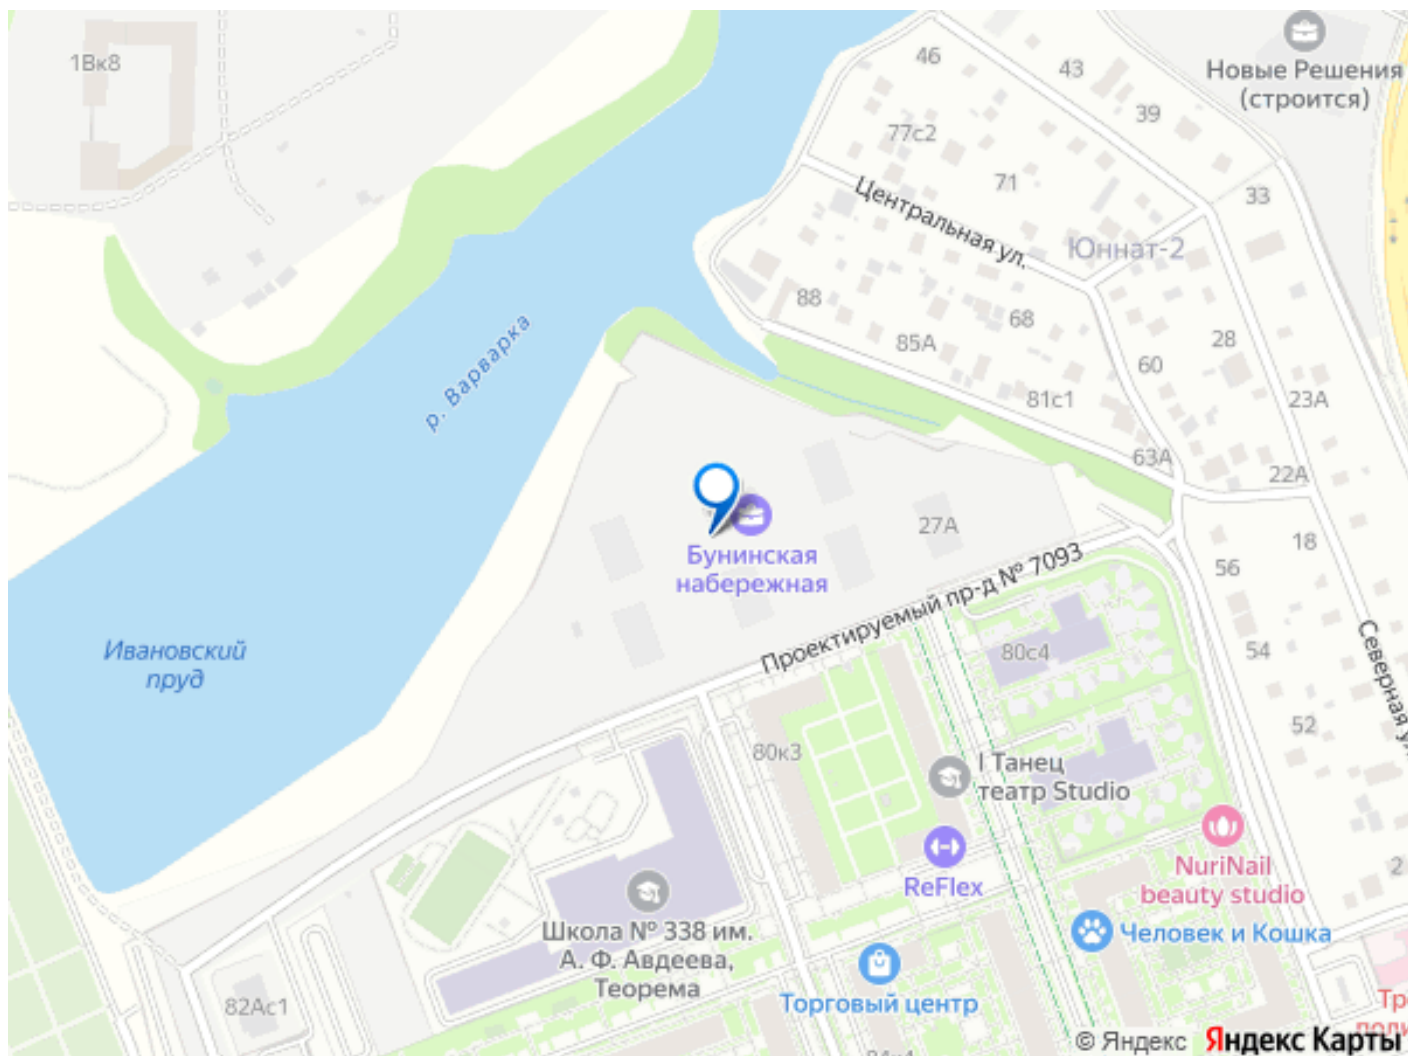 1Вк8
46
43
Новые Решения
(строится)
39
77с2
71
33
Центральная ул.
Юннат-2
88
68
28
р. Варварка
85А
60
81с1
23А
63А
22А
27А
18
Бунинская
набережная
56
Проектируемый пр-д № 7093
Ивановский
пруд
80с4
54
Северная ул.
52
80к3
I Танец
театр Studio
NuriNail
beauty studio
2
ReFlex
Школа № 338 им.
А. Ф. Авдеева,
Теорема
Человек и Кошка
Торговый центр
82Ас1
© Яндекс Яндекс Карты